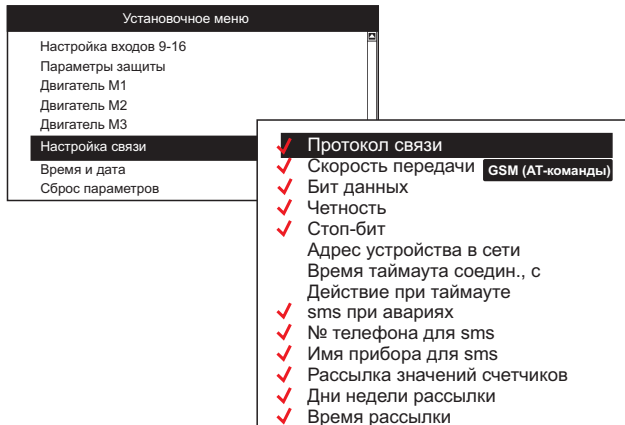 Установочное меню
Настройка входов 9-16
Параметры защиты
Двигатель М1
Двигатель М2
Двигатель М3
Настройка связи
Время и дата
Сброс параметров
Протокол связи
Скорость передачи GSM (АТ-команды)
Бит данных
Четность
Стоп-бит
Адрес устройства в сети
Время таймаута соедин., с
Действие при таймауте
sms при авариях
№ телефона для sms
Имя прибора для sms
Рассылка значений счетчиков
Дни недели рассылки
Время рассылки